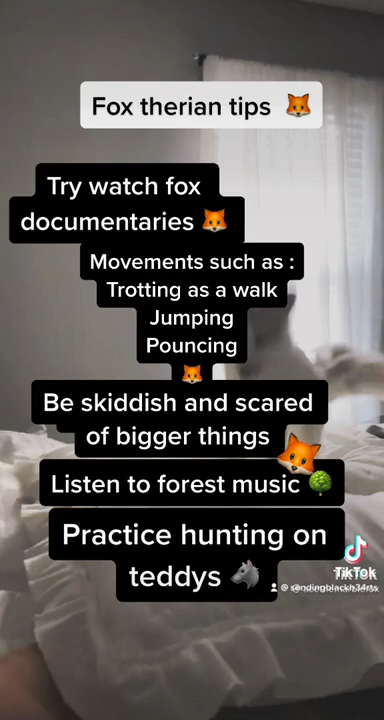 Fox therian tips 🦊
Try watch fox
documentaries 🦊
Movements such as :
Trotting as a walk
Jumping
Pouncing
🦊
Be skiddish and scared
of bigger things 🦊
Listen to forest music 🌳
Practice hunting on
teddys 🐺
TikTok